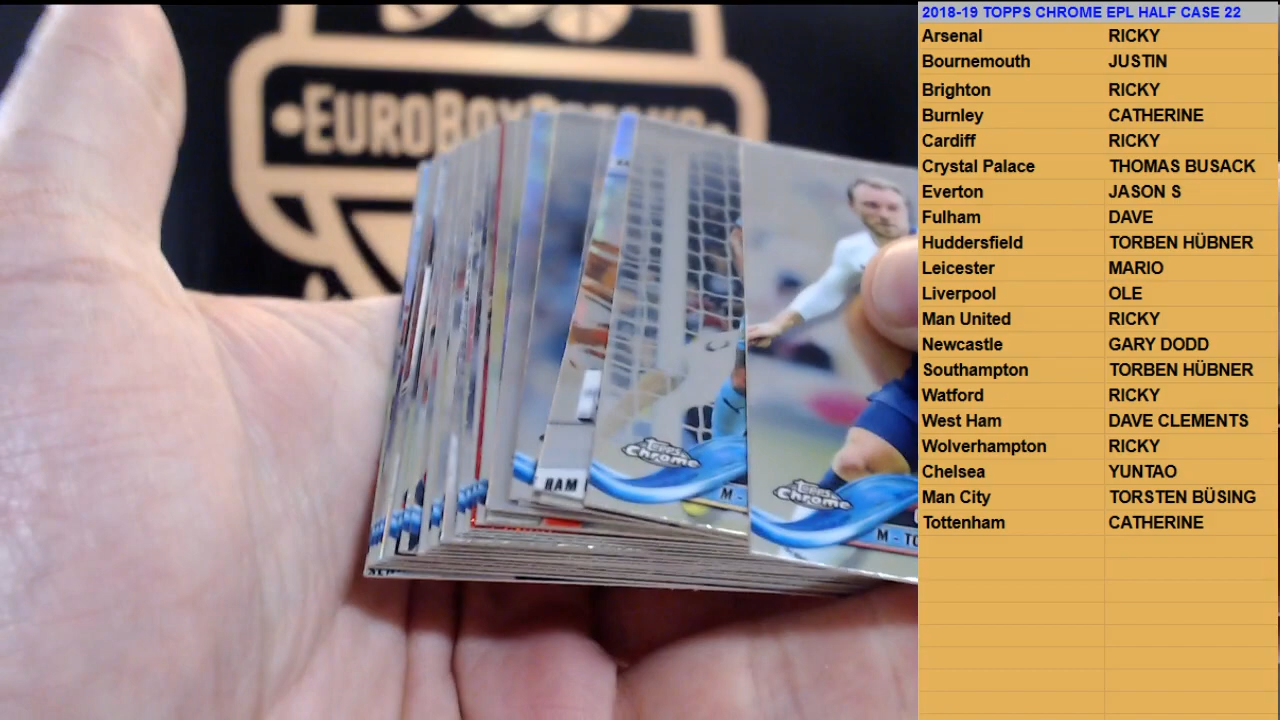 2018-19 TOPPS CHROME EPL HALF CASE 22
Arsenal RICKY
Bournemouth JUSTIN
Brighton RICKY
Burnley CATHERINE
Cardiff RICKY
Crystal Palace THOMAS BUSACK
Everton JASON S
Fulham DAVE
Huddersfield TORBEN HÜBNER
Leicester MARIO
Liverpool OLE
Man United RICKY
Newcastle GARY DODD
Southampton TORBEN HÜBNER
Watford RICKY
West Ham DAVE CLEMENTS
Wolverhampton RICKY
Chelsea YUNTAO
Man City TORSTEN BÜSING
Tottenham CATHERINE
Topps
Chrome
M -
Topps
Chrome
M - TO
HAM